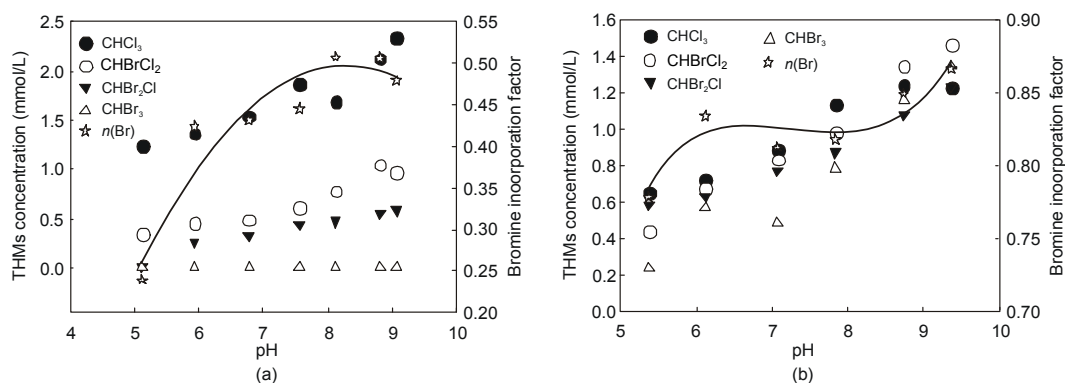 (a)
THMs concentration (mmol/L)
2.5
2.0
1.5
1.0
0.5
0.0
CHCl3
CHBrCl2
CHBr2Cl
CHBr3
n(Br)
0.55
0.50
0.45
0.40
0.35
0.30
0.25
0.20
Bromine inoorporation factor
4 5 6 7 8 9 10
pH
(a)
(b)
THMs concentration (mmol/L)
1.6
1.4
1.2
1.0
0.8
0.6
0.4
0.2
0.0
CHCl3
CHBrCl2
CHBr2Cl
CHBr3
n(Br)
0.90
0.85
0.80
0.75
0.70
Bromine inoorporation factor
5 6 7 8 9 10
pH
(b)